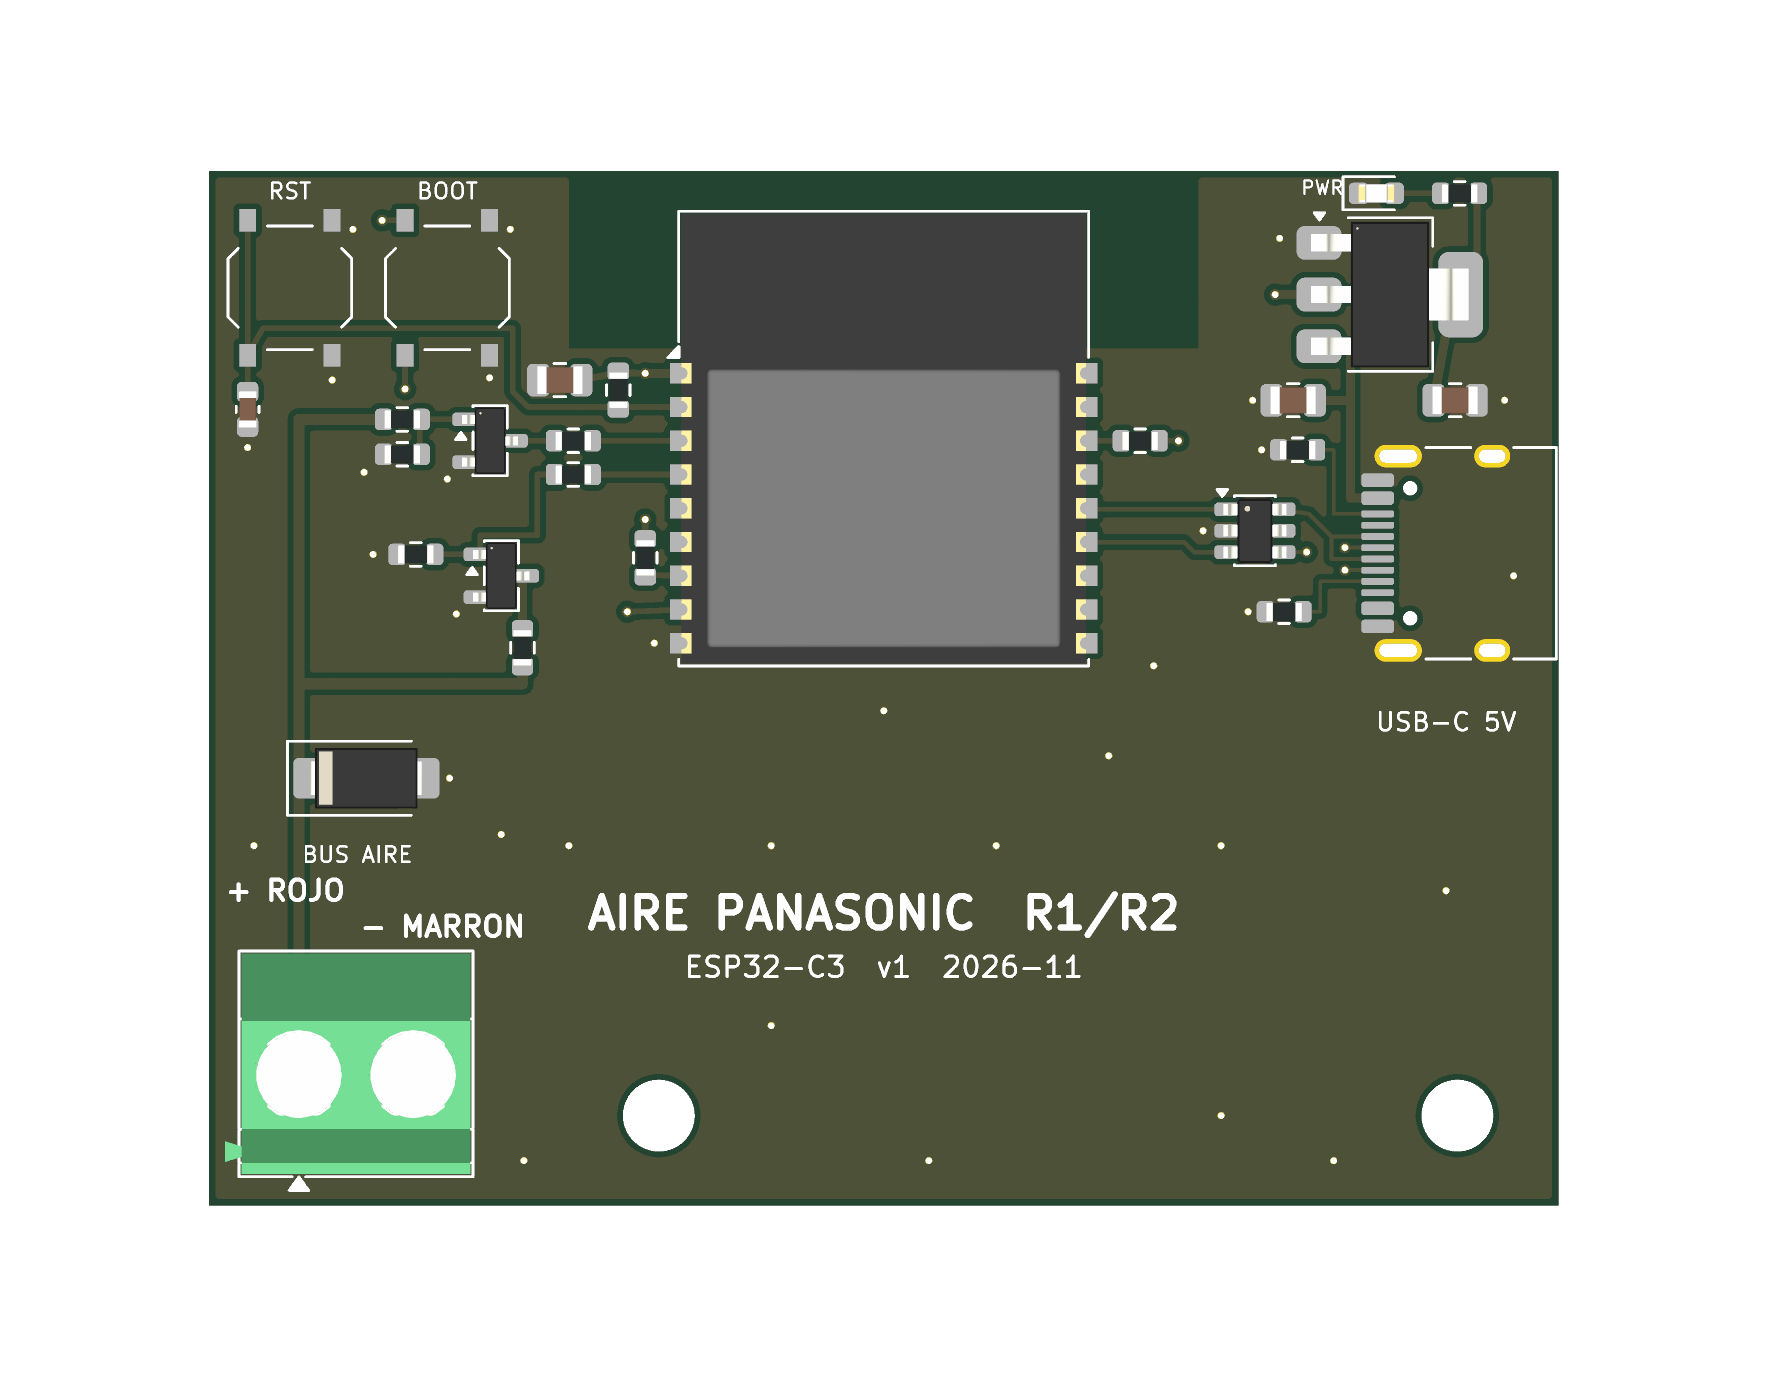 RST
BOOT
PWR
USB-C 5V
BUS AIRE
+ ROJO
- MARRON
AIRE PANASONIC R1/R2
ESP32-C3 v1 2026-11